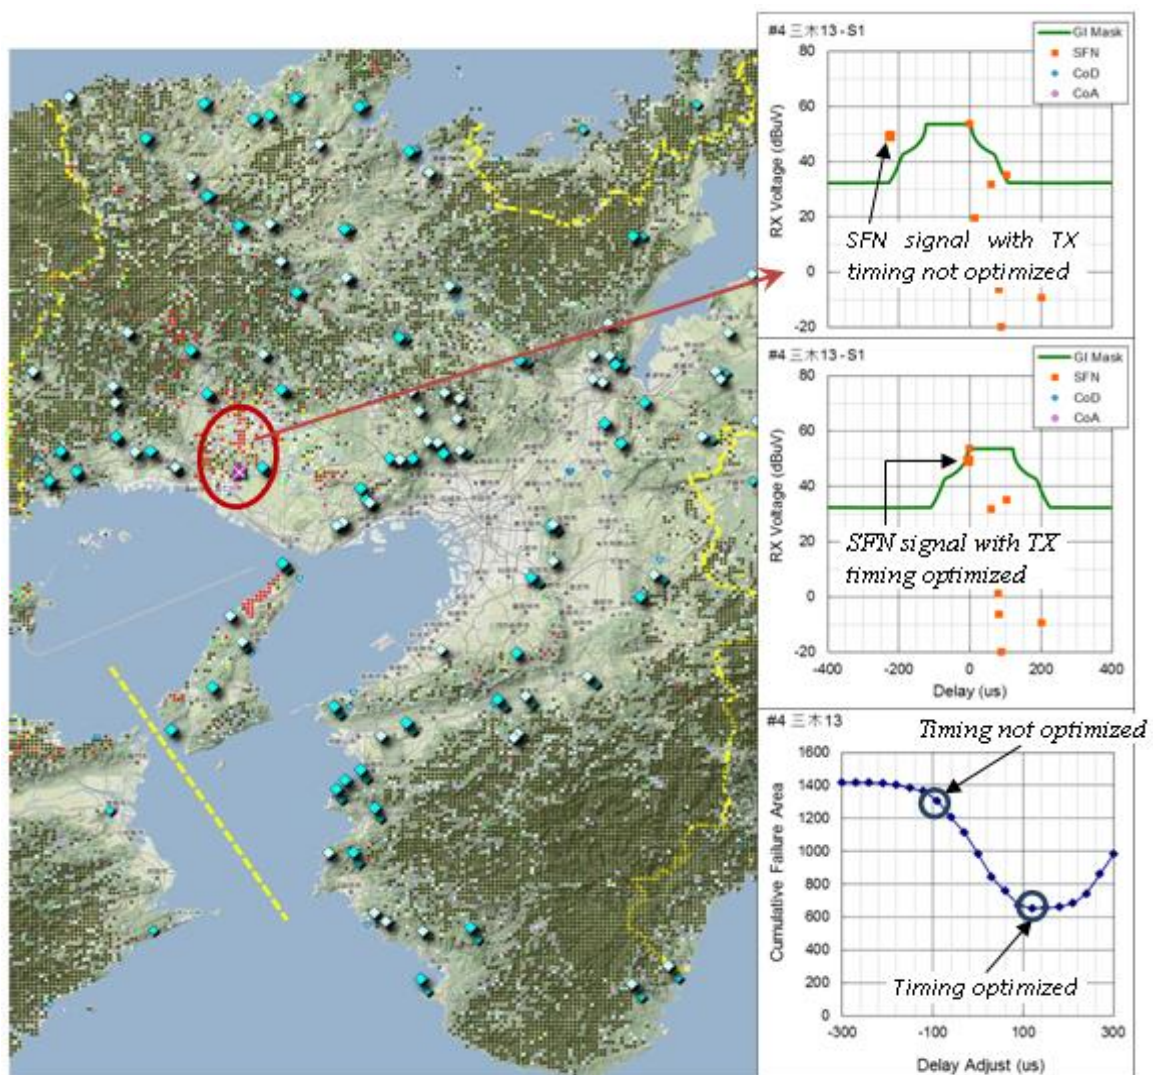 #4 三木13-S1
GI Mask
SFN
CoD
CoA
80
60
40
20
0
-20
RX Voltage (dBuV)
SFN signal with TX
timing not optimized
#4 三木13-S1
GI Mask
SFN
CoD
CoA
80
60
40
20
0
-20
RX Voltage (dBuV)
SFN signal with TX
timing optimized
-400 -200 0 200 400
Delay (us)
#4 三木13
Timing not optimized
1600
1400
1200
1000
800
600
400
200
0
Cumulative Failure Area
Timing optimized
-300 -100 100 300
Delay Adjust (us)